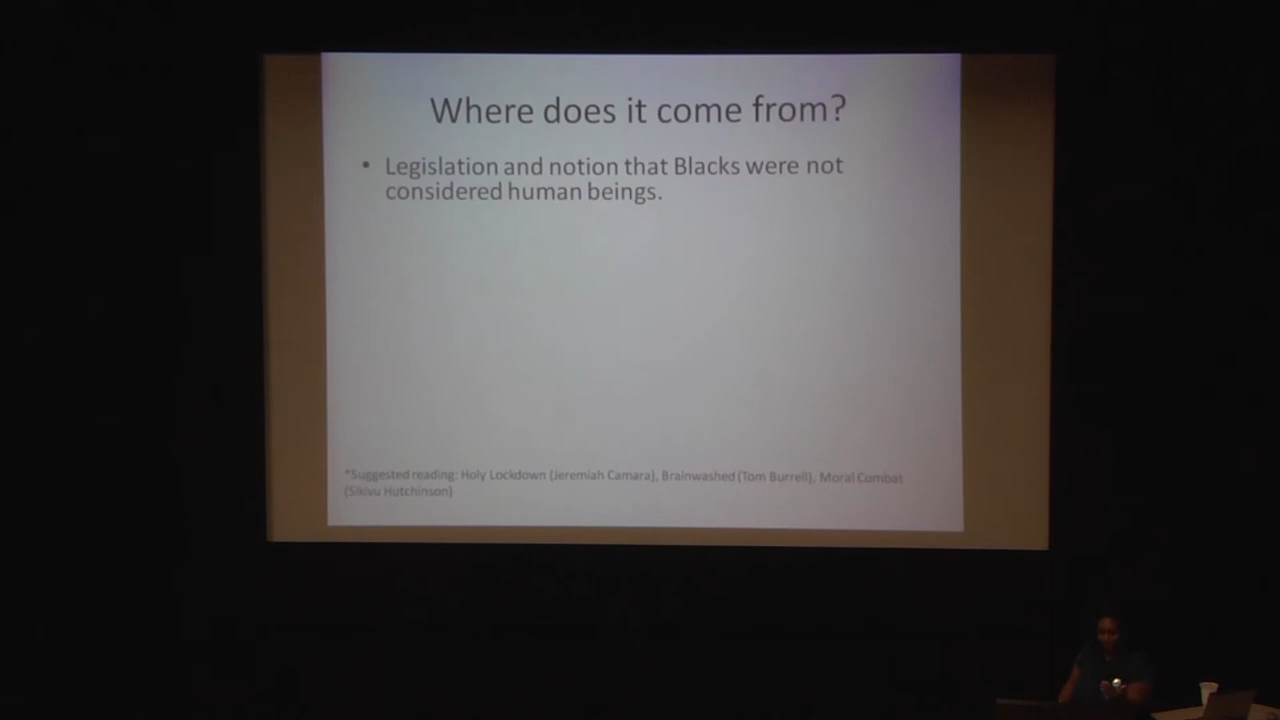 Where does it come from?
• Legislation and notion that Blacks were not
considered human beings.
*Suggested reading: Holy Lockdown (Jeremiah Camara), Brainwashed (Tom Burrell), Moral Combat
(Sikivu Hutchinson)